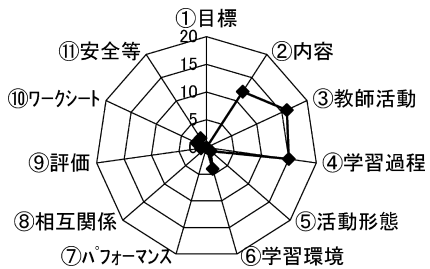 ①目標
②内容
③教師活動
④学習過程
⑤活動形態
⑥学習環境
⑦ﾊﾟﾌｫｰﾏﾝｽ
⑧相互関係
⑨評価
⑩ﾜｰｸｼｰﾄ
⑪安全等
20
15
10
5
0